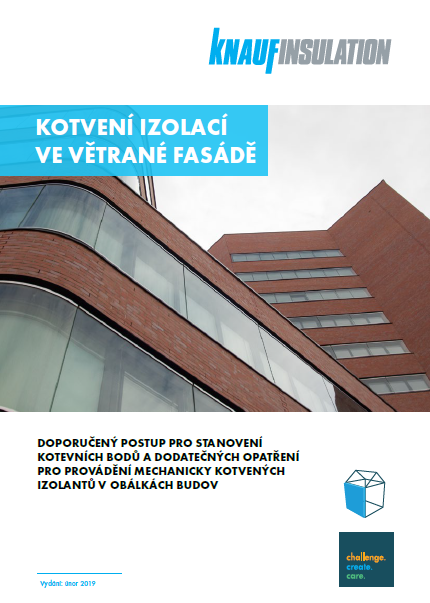 KNAUFINSULATION
KOTVENÍ IZOLACÍ
VE VĚTRANÉ FASÁDĚ
DOPORUČENÝ POSTUP PRO STANOVENÍ
KOTEVNÍCH BODŮ A DODATEČNÝCH OPATŘENÍ
PRO PROVÁDĚNÍ MECHANICKY KOTVENÝCH
IZOLANTŮ V OBÁLKÁCH BUDOV
challenge.
create.
care.
Vydání: únor 2019